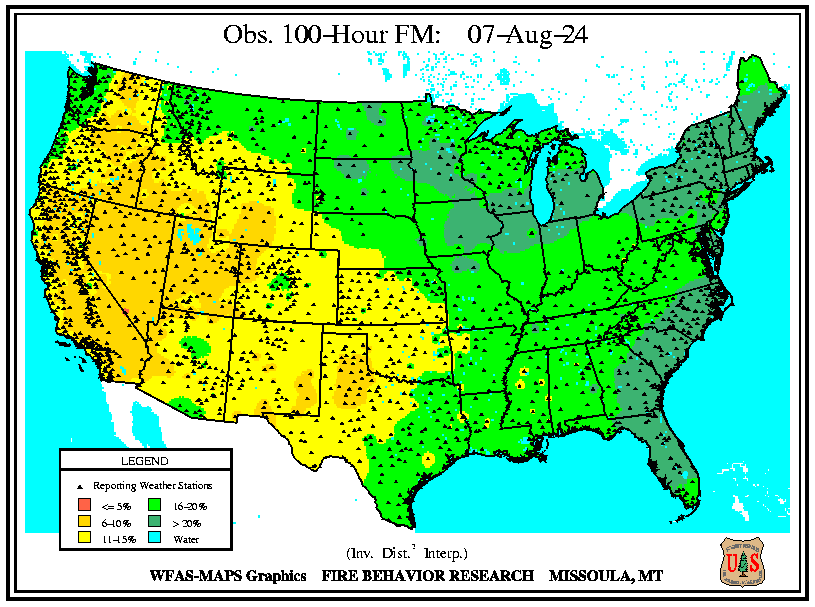 Obs. 100-Hour FM: 07-Aug-24
LEGEND
Reporting Weather Stations
<= 5% 16-20%
6-10% > 20%
11-15% Water
(Inv. Dist.² Interp.)
WFAS-MAPS Graphics FIRE BEHAVIOR RESEARCH MISSOULA, MT
U S